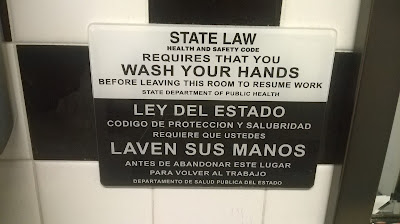 STATE LAW
HEALTH AND SAFETY CODE
REQUIRES THAT YOU
WASH YOUR HANDS
BEFORE LEAVING THIS ROOM TO RESUME WORK
STATE DEPARTMENT OF PUBLIC HEALTH
LEY DEL ESTADO
CODIGO DE PROTECCION Y SALUBRIDAD
REQUIERE QUE USTEDES
LAVEN SUS MANOS
ANTES DE ABANDONAR ESTE LUGAR
PARA VOLVER AL TRABAJO
DEPARTAMENTO DE SALUD PUBLICA DEL ESTADO